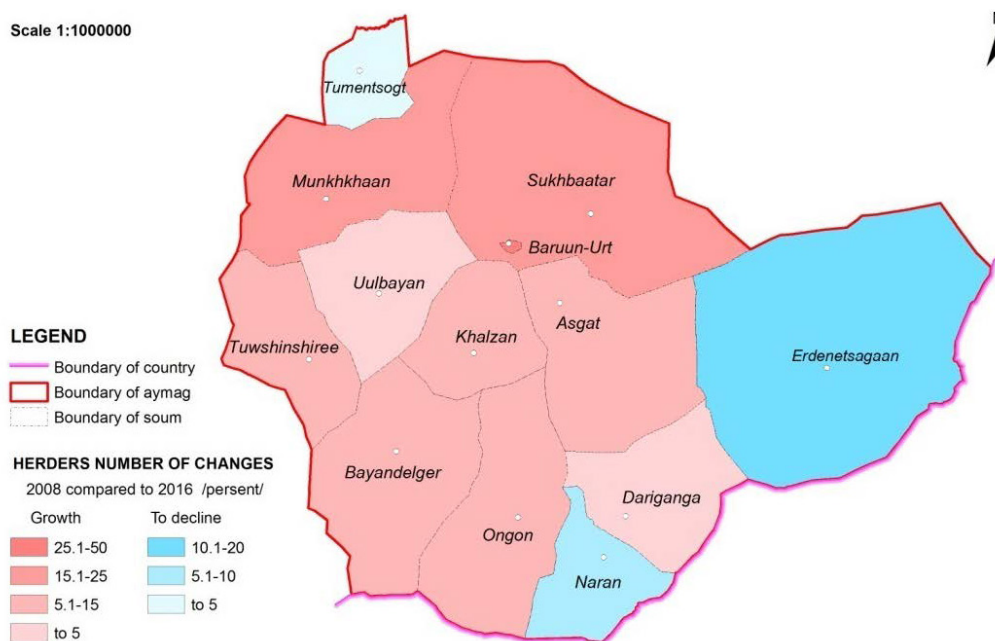 Scale 1:1000000
Tumentsogt
Munkhkhaan
Sukhbaatar
Baruun-Urt
Uulbayan
Khalzan
Asgat
Tuwshinshiree
Erdenetsagaan
Bayandelger
Dariganga
Ongon
Naran
LEGEND
Boundary of country
Boundary of aymag
Boundary of soum
HERDERS NUMBER OF CHANGES
2008 compared to 2016 /persent/
Growth To decline
25.1-50 10.1-20
15.1-25 5.1-10
5.1-15 to 5
to 5